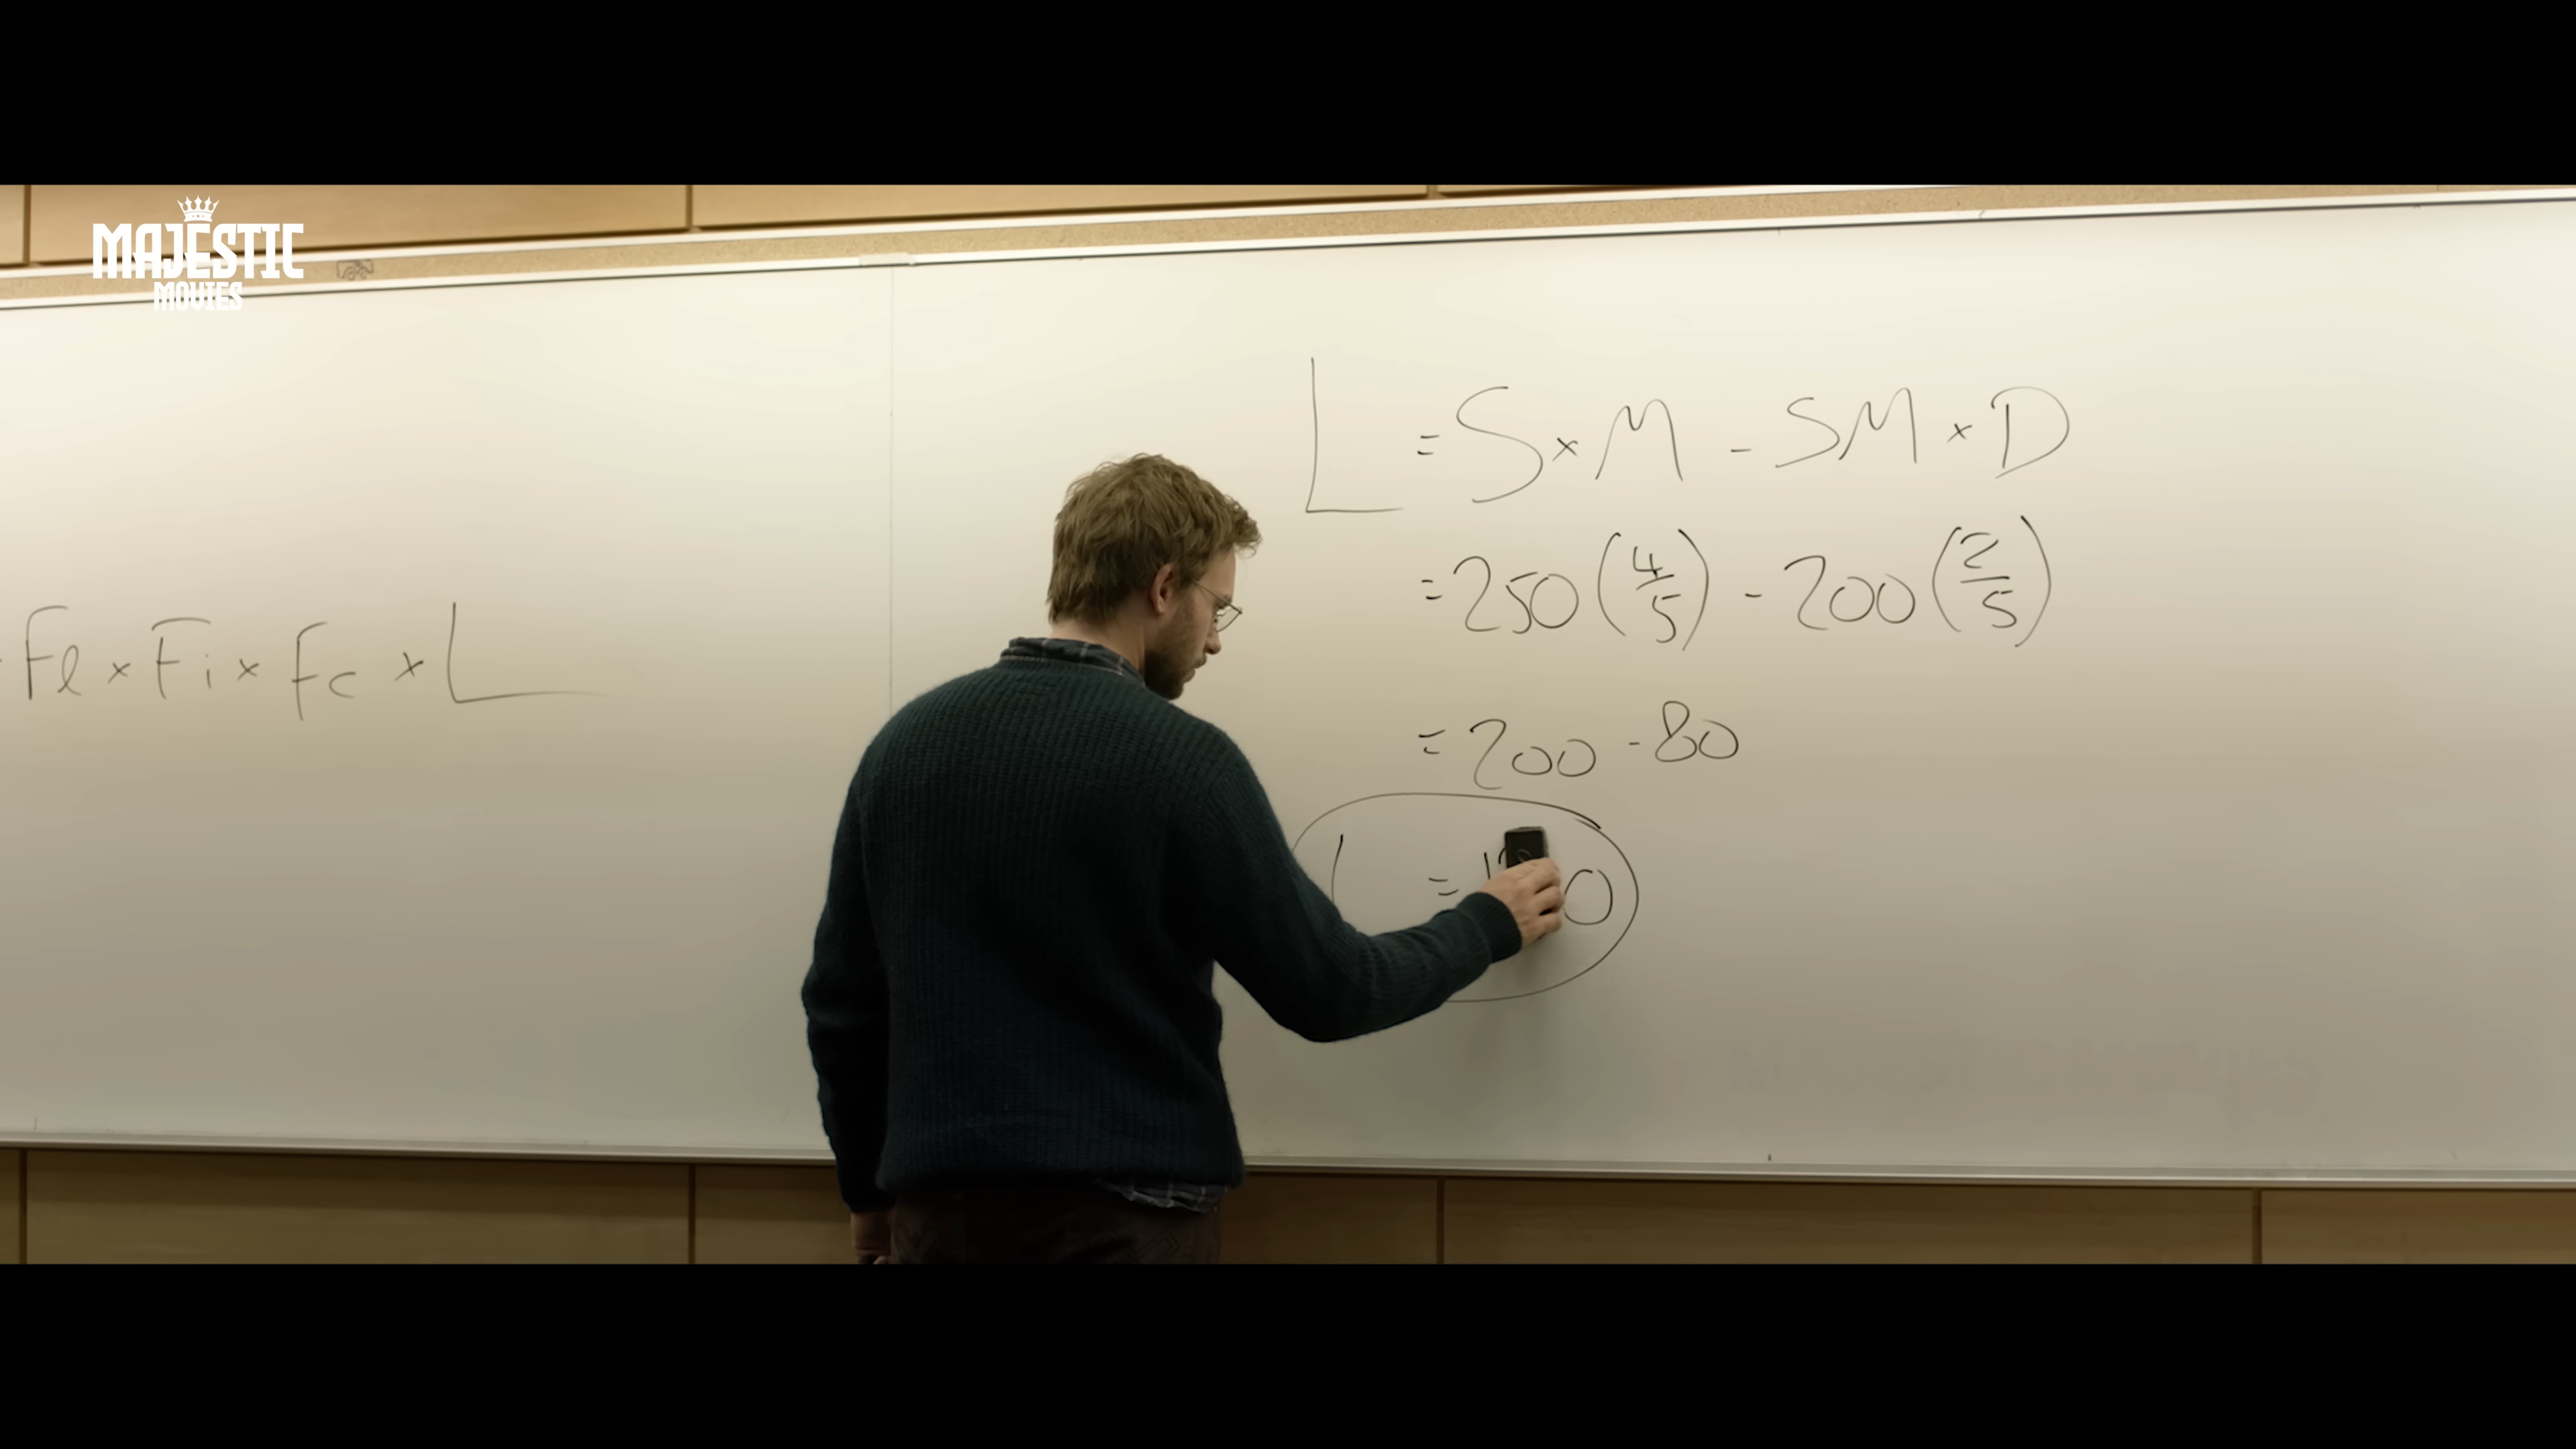 MAJESTIC
MOVIES
Fl × Fi × Fc × L
L = S × M - SM × D
= 250 (4/5) - 200 (2/5)
= 200 - 80
L =